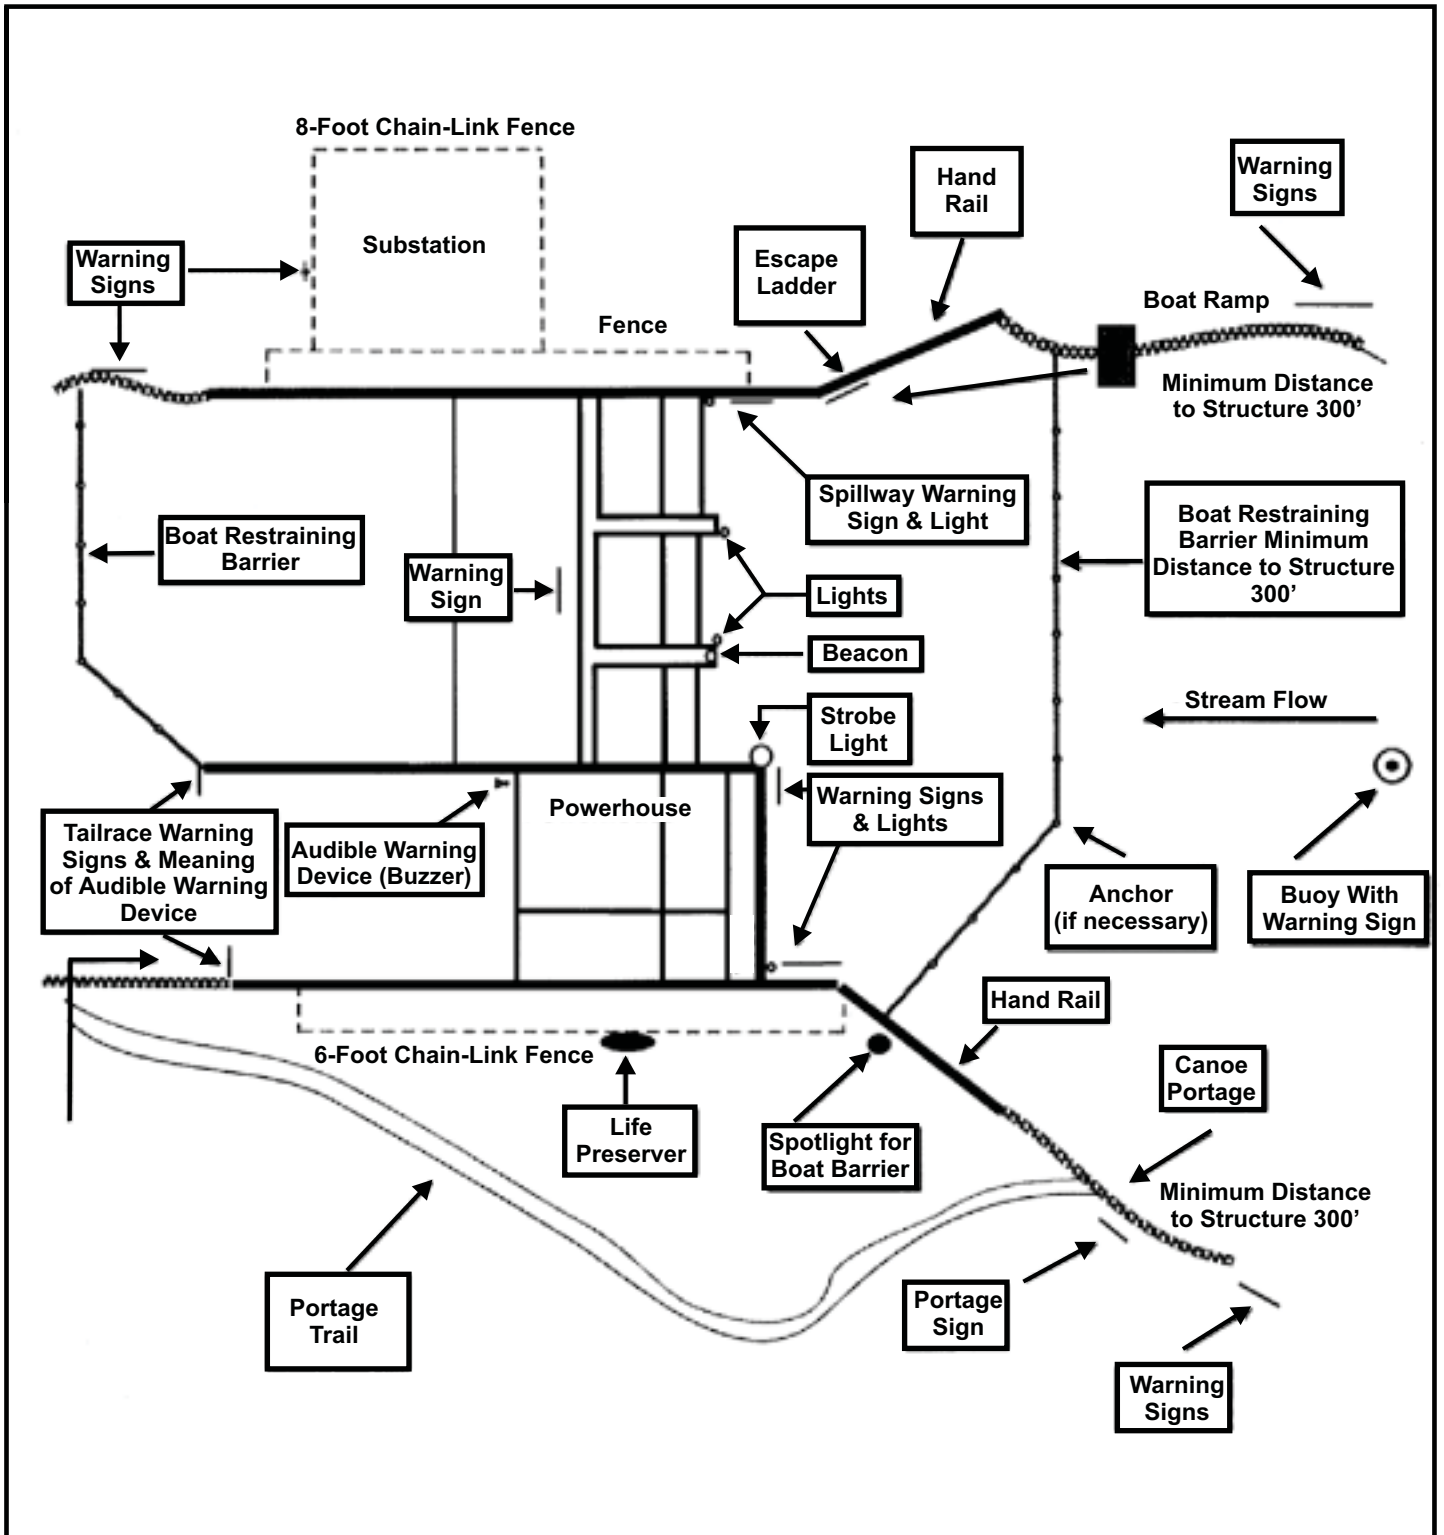 8-Foot Chain-Link Fence
Substation
Warning
Signs
Hand
Rail
Warning
Signs
Escape
Ladder
Boat Ramp
Fence
Minimum Distance
to Structure 300’
Spillway Warning
Sign & Light
Boat Restraining
Barrier Minimum
Distance to Structure
300’
Boat Restraining
Barrier
Warning
Sign
Lights
Beacon
Stream Flow
Strobe
Light
Powerhouse
Warning Signs
& Lights
Tailrace Warning
Signs & Meaning
of Audible Warning
Device
Audible Warning
Device (Buzzer)
Anchor
(if necessary)
Buoy With
Warning Sign
Hand Rail
6-Foot Chain-Link Fence
Canoe
Portage
Life
Preserver
Spotlight for
Boat Barrier
Minimum Distance
to Structure 300’
Portage
Trail
Portage
Sign
Warning
Signs